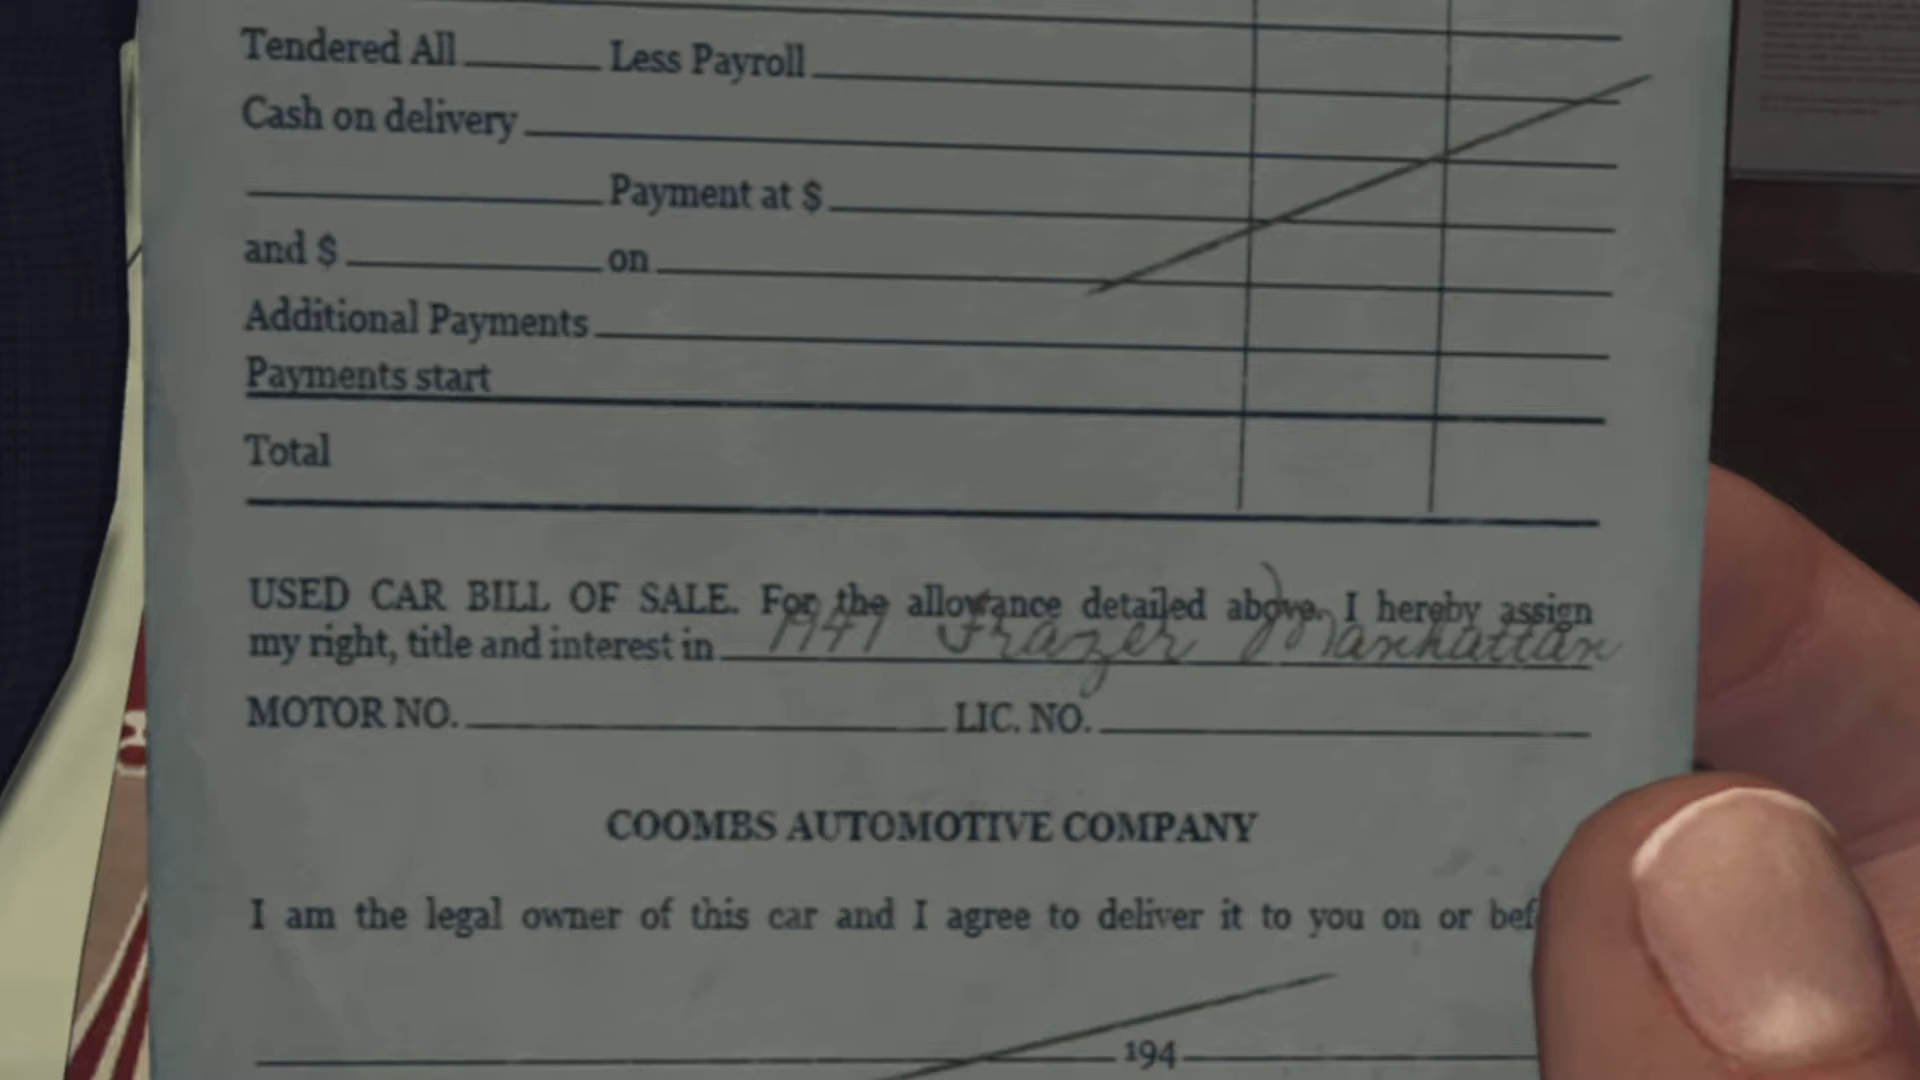 Tendered All Less Payroll
Cash on delivery
Payment at $
and $ on
Additional Payments
Payments start
Total
USED CAR BILL OF SALE. For the allowance detailed above. I hereby assign
my right, title and interest in 1947 Frazer Manhattan
MOTOR NO. LIC. NO.
COOMBS AUTOMOTIVE COMPANY
I am the legal owner of this car and I agree to deliver it to you on or bef
194